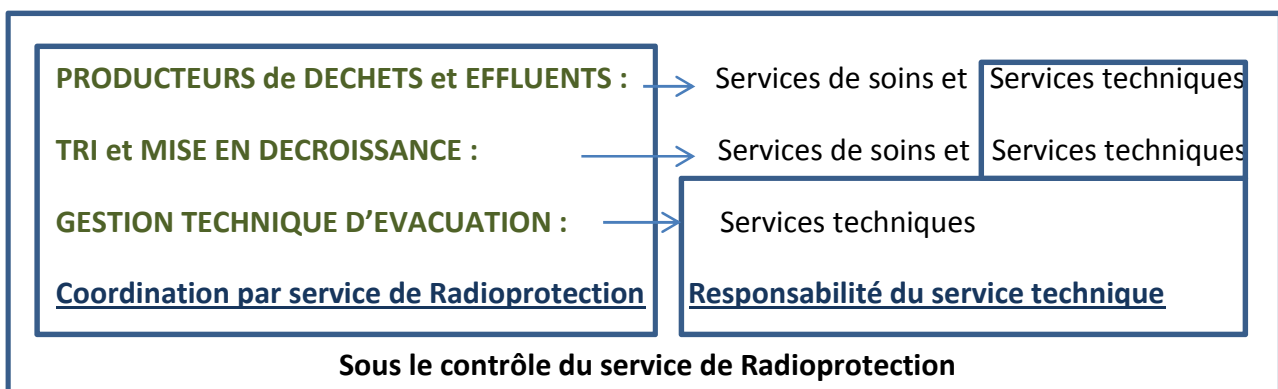 PRODUCTEURS de DECHETS et EFFLUENTS : Services de soins et Services techniques
TRI et MISE EN DECROISSANCE : Services de soins et Services techniques
GESTION TECHNIQUE D’EVACUATION : Services techniques
Coordination par service de Radioprotection Responsabilité du service technique
Sous le contrôle du service de Radioprotection